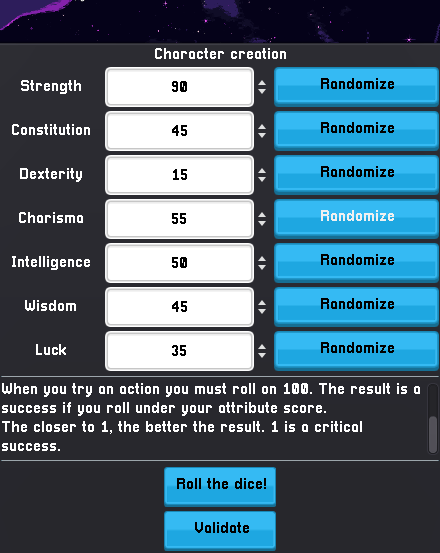 Character creation
Strength 90 Randomize
Constitution 45 Randomize
Dexterity 15 Randomize
Charisma 55 Randomize
Intelligence 50 Randomize
Wisdom 45 Randomize
Luck 35 Randomize
When you try an action you must roll on 100. The result is a
success if you roll under your attribute score.
The closer to 1, the better the result. 1 is a critical
success.
Roll the dice!
Validate